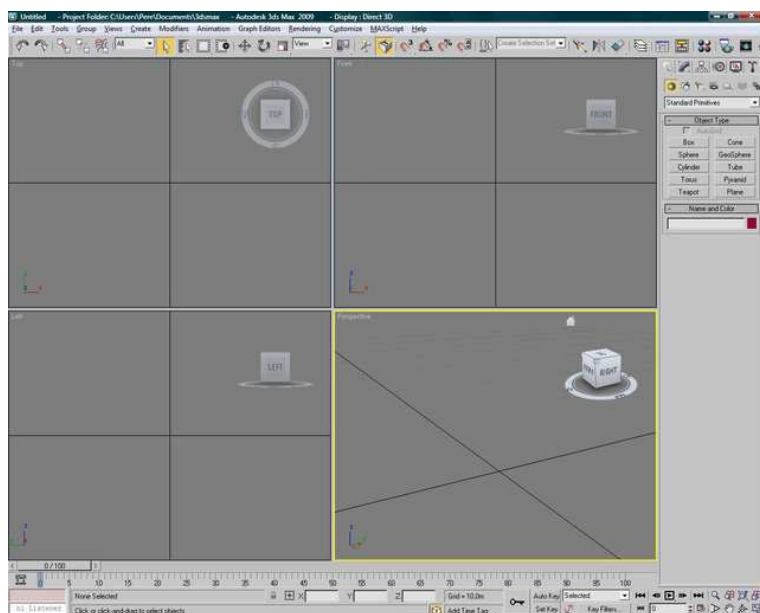 Untitled - Project Folder: C:\Users\Pere\Documents\3dsmax - Autodesk 3ds Max 2009 - Display : Direct 3D
File Edit Tools Group Views Create Modifiers Animation Graph Editors Rendering Customize MAXScript Help
All View Create Selection Set
Top Front
TOP FRONT
Standard Primitives
Object Type
AutoGrid
Box Cone
Sphere GeoSphere
Cylinder Tube
Torus Pyramid
Teapot Plane
Name and Color
Left Perspective
LEFT RIGHT
0 / 100
0 5 10 15 20 25 30 35 40 45 50 55 60 65 70 75 80 85 90 95 100
None Selected X: Y: Z: Grid = 10.0m Auto Key Selected
Click or click-and-drag to select objects Add Time Tag Set Key Key Filters...